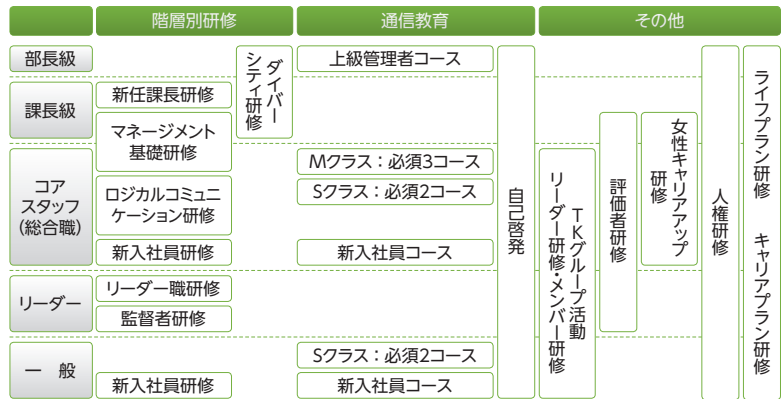 階層別研修
通信教育
その他
部長級
課長級
コア
スタッフ
(総合職)
リーダー
一 般
新任課長研修
マネージメント
基礎研修
ロジカルコミュニ
ケーション研修
新入社員研修
リーダー職研修
監督者研修
新入社員研修
ダイバー
シティ研修
上級管理者コース
Mクラス：必須3コース
Sクラス：必須2コース
新入社員コース
Sクラス：必須2コース
新入社員コース
自己啓発
TKグループ活動
リーダー研修・メンバー研修
評価者研修
女性キャリアアップ
研修
人権研修
ライフプラン研修 キャリアプラン研修